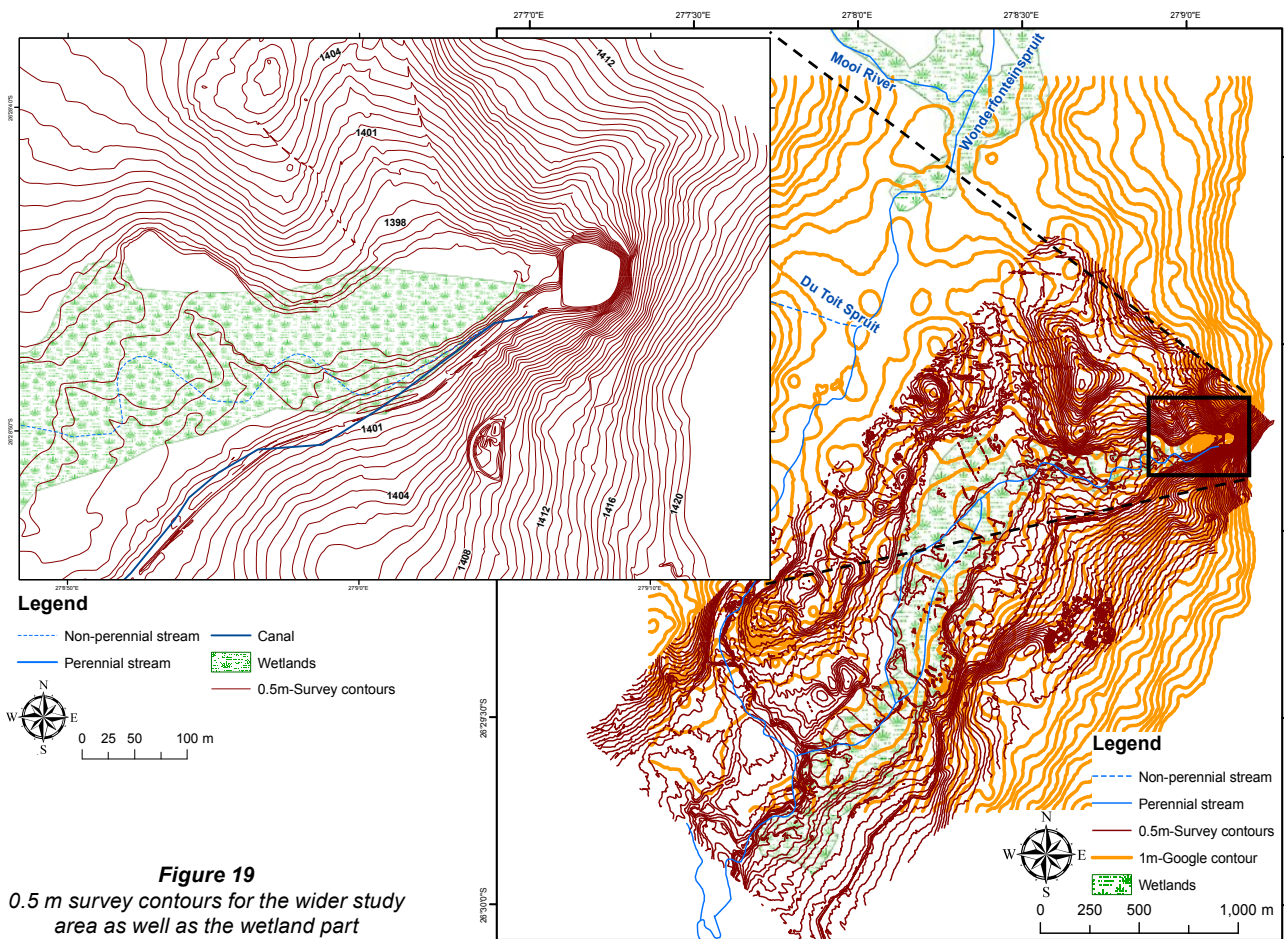 27°7'0"E
27°7'30"E
27°8'0"E
27°8'30"E
27°9'0"E
1404
1412
1401
1398
1401
1404
1408
1412
1416
1420
27°8'50"E
27°9'0"E
27°9'10"E
Mooi River
Wonderfonteinspruit
Du Toit Spruit
26°29'30"S
26°30'0"S
Legend
Non-perennial stream
Canal
Perennial stream
Wetlands
0.5m-Survey contours
N
W
E
S
0 25 50 100 m
Legend
Non-perennial stream
Perennial stream
0.5m-Survey contours
1m-Google contour
Wetlands
N
W
E
S
0 250 500 1,000 m
Figure 19
0.5 m survey contours for the wider study
area as well as the wetland part